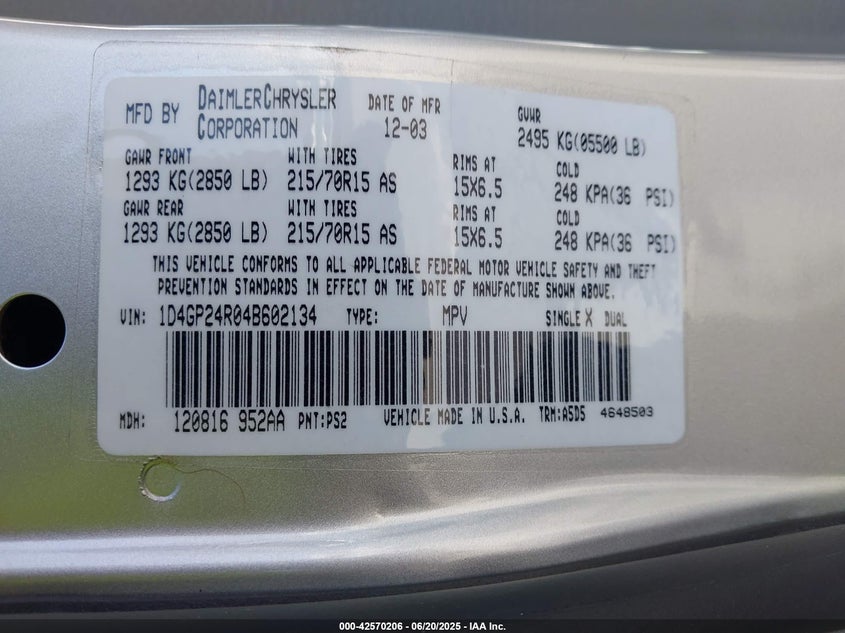 MFD BY DAIMLERCHRYSLER CORPORATION DATE OF MFR 12-03 GVWR 2495 KG(05500 LB)
GAWR FRONT WITH TIRES RIMS AT COLD
1293 KG(2850 LB) 215/70R15 AS 15X6.5 248 KPA(36 PSI)
GAWR REAR WITH TIRES RIMS AT COLD
1293 KG(2850 LB) 215/70R15 AS 15X6.5 248 KPA(36 PSI)
THIS VEHICLE CONFORMS TO ALL APPLICABLE FEDERAL MOTOR VEHICLE SAFETY AND THEFT
PREVENTION STANDARDS IN EFFECT ON THE DATE OF MANUFACTURE SHOWN ABOVE.
VIN: 1D4GP24R04B602134 TYPE: MPV SINGLE X DUAL
MDH: 120816 952AA PNT:PS2 VEHICLE MADE IN U.S.A. TRM:A5D5 4648503
000-42570206 - 06/20/2025 - IAA Inc.